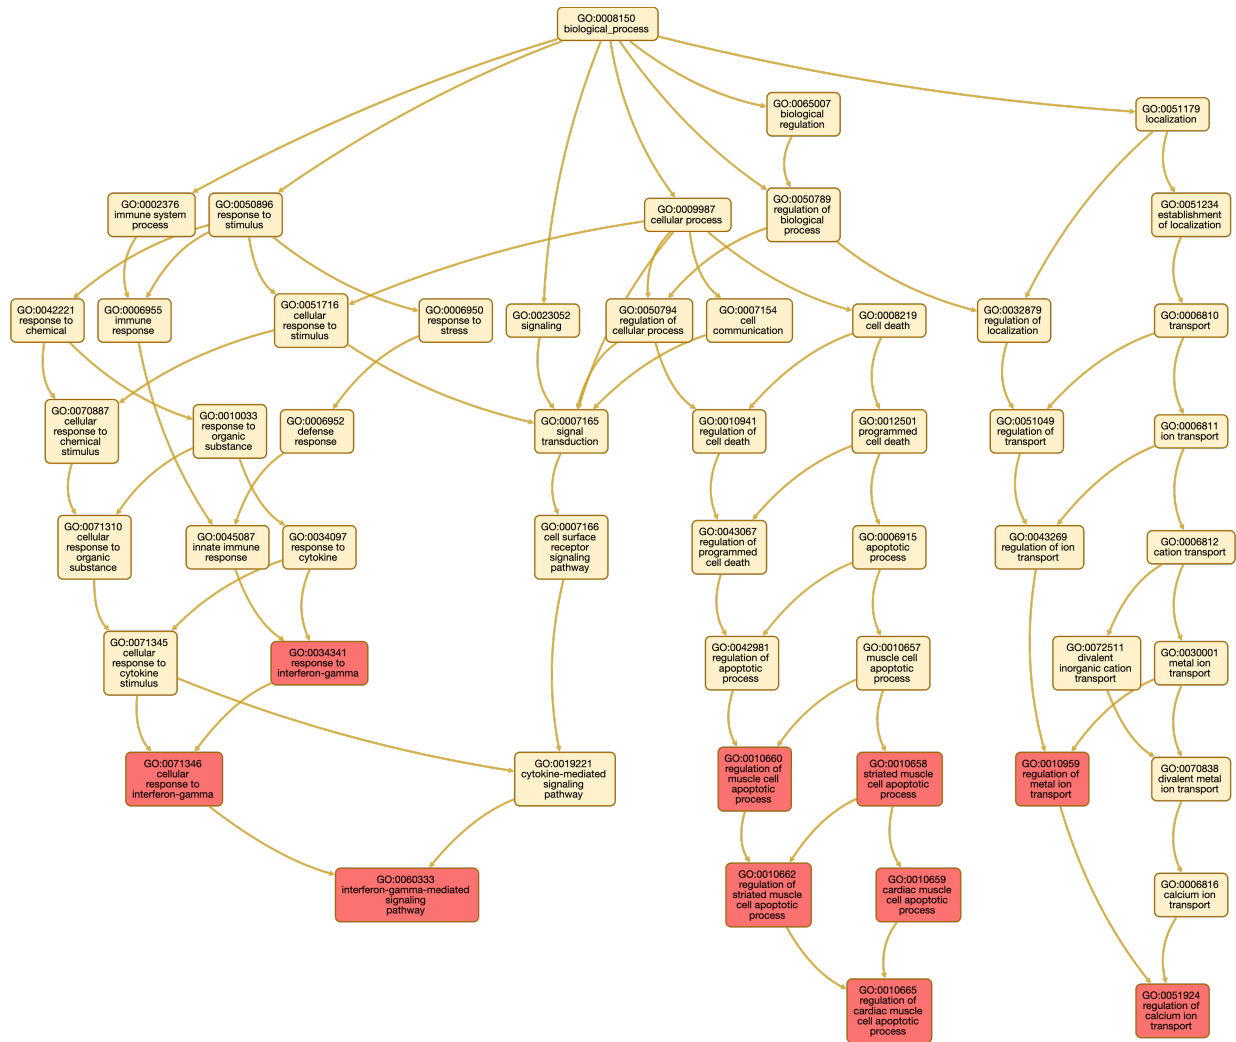 GO:0008150
biological_process
GO:0065007
biological
regulation
GO:0051179
localization
GO:0002376
immune system
process
GO:0050896
response to
stimulus
GO:0009987
cellular process
GO:0050789
regulation of
biological
process
GO:0051234
establishment
of localization
GO:0042221
response to
chemical
GO:0006955
immune
response
GO:0051716
cellular
response to
stimulus
GO:0006950
response to
stress
GO:0023052
signaling
GO:0050794
regulation of
cellular process
GO:0007154
cell
communication
GO:0008219
cell death
GO:0032879
regulation of
localization
GO:0006810
transport
GO:0070887
cellular
response to
chemical
stimulus
GO:0010033
response to
organic
substance
GO:0006952
defense
response
GO:0007165
signal
transduction
GO:0010941
regulation of
cell death
GO:0012501
programmed
cell death
GO:0051049
regulation of
transport
GO:0006811
ion transport
GO:0071310
cellular
response to
organic
substance
GO:0045087
innate immune
response
GO:0034097
response to
cytokine
GO:0007166
cell surface
receptor
signaling
pathway
GO:0043067
regulation of
programmed
cell death
GO:0006915
apoptotic
process
GO:0043269
regulation of ion
transport
GO:0006812
cation transport
GO:0071345
cellular
response to
cytokine
stimulus
GO:0034341
response to
interferon-gamma
GO:0042981
regulation of
apoptotic
process
GO:0010657
muscle cell
apoptotic
process
GO:0072511
divalent
inorganic cation
transport
GO:0030001
metal ion
transport
GO:0071346
cellular
response to
interferon-gamma
GO:0019221
cytokine-mediated
signaling
pathway
GO:0010660
regulation of
muscle cell
apoptotic
process
GO:0010658
striated muscle
cell apoptotic
process
GO:0010959
regulation of
metal ion
transport
GO:0070838
divalent metal
ion transport
GO:0060333
interferon-gamma-mediated
signaling
pathway
GO:0010662
regulation of
striated muscle
cell apoptotic
process
GO:0010659
cardiac muscle
cell apoptotic
process
GO:0006816
calcium ion
transport
GO:0010665
regulation of
cardiac muscle
cell apoptotic
process
GO:0051924
regulation of
calcium ion
transport